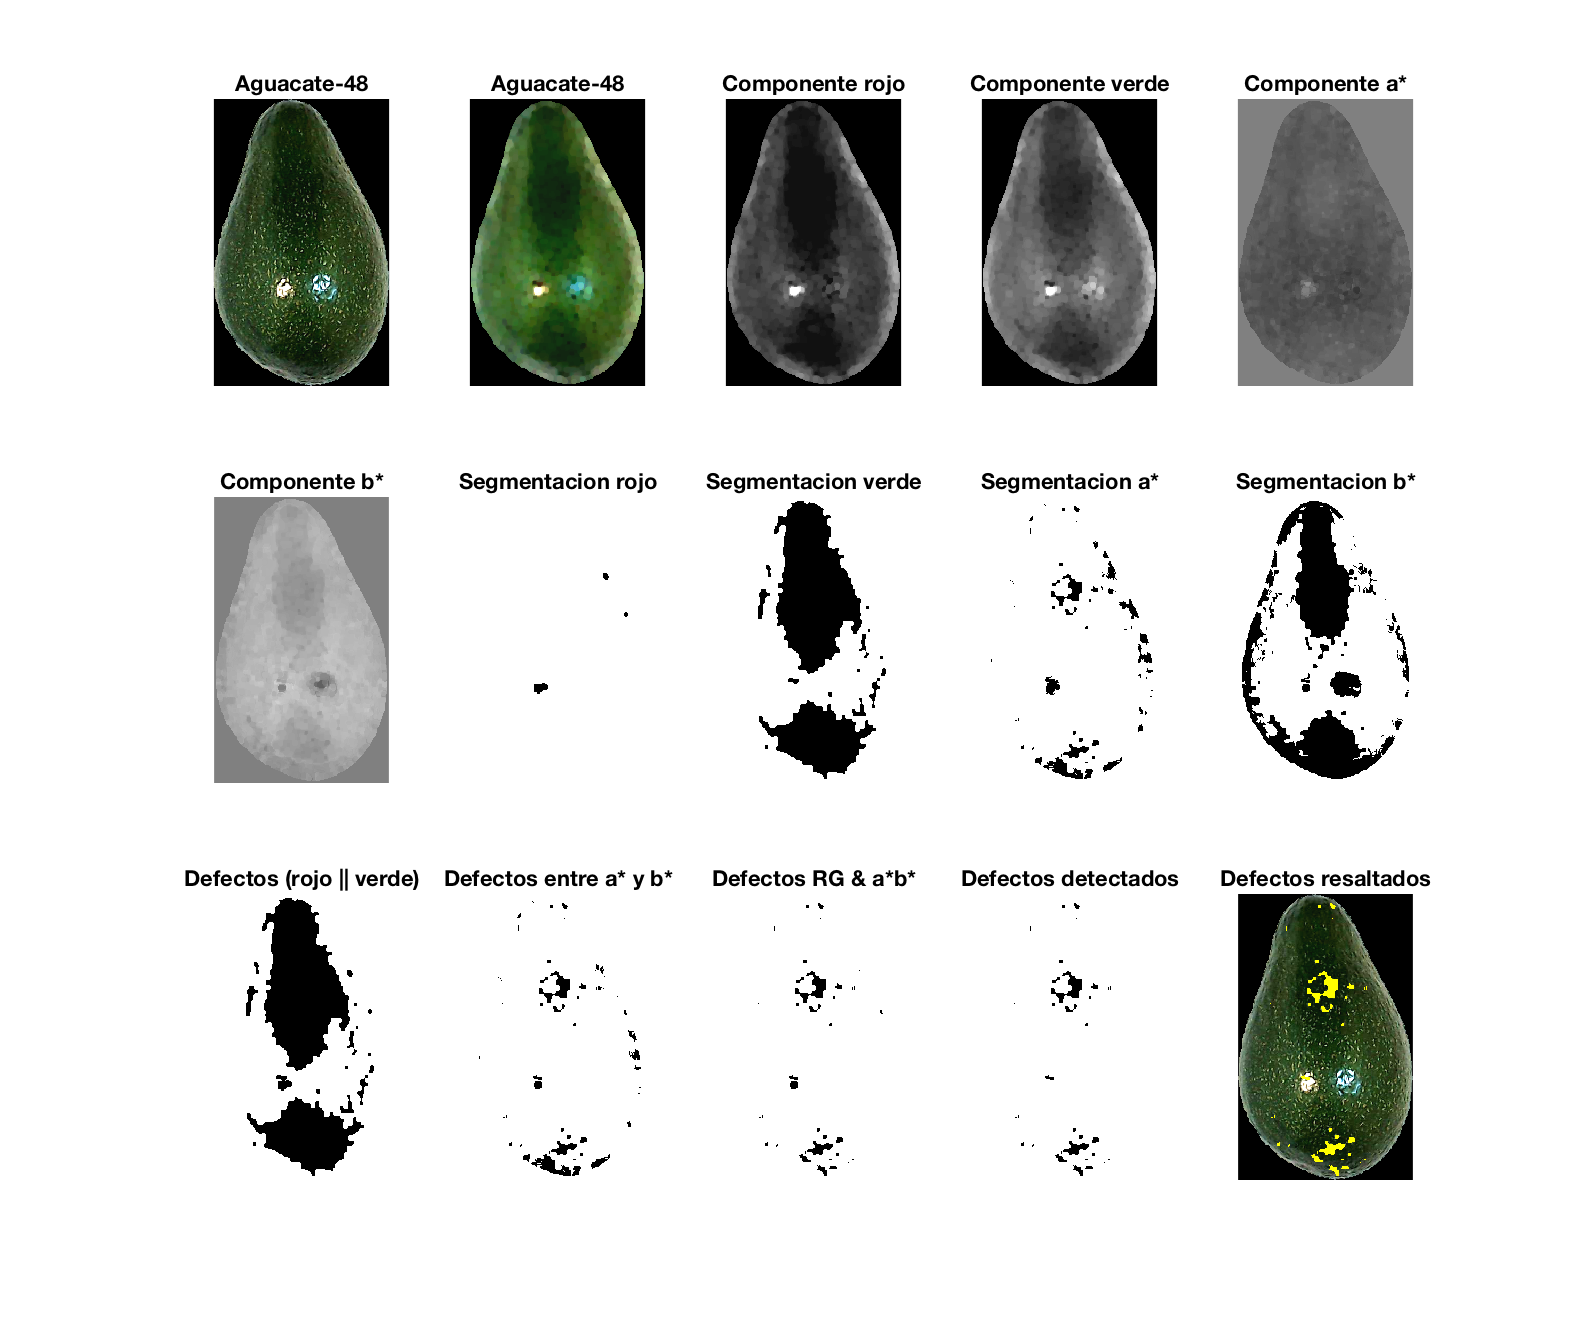 Aguacate-48
Aguacate-48
Componente rojo
Componente verde
Componente a*
Componente b*
Segmentacion rojo
Segmentacion verde
Segmentacion a*
Segmentacion b*
Defectos (rojo || verde)
Defectos entre a* y b*
Defectos RG & a*b*
Defectos detectados
Defectos resaltados